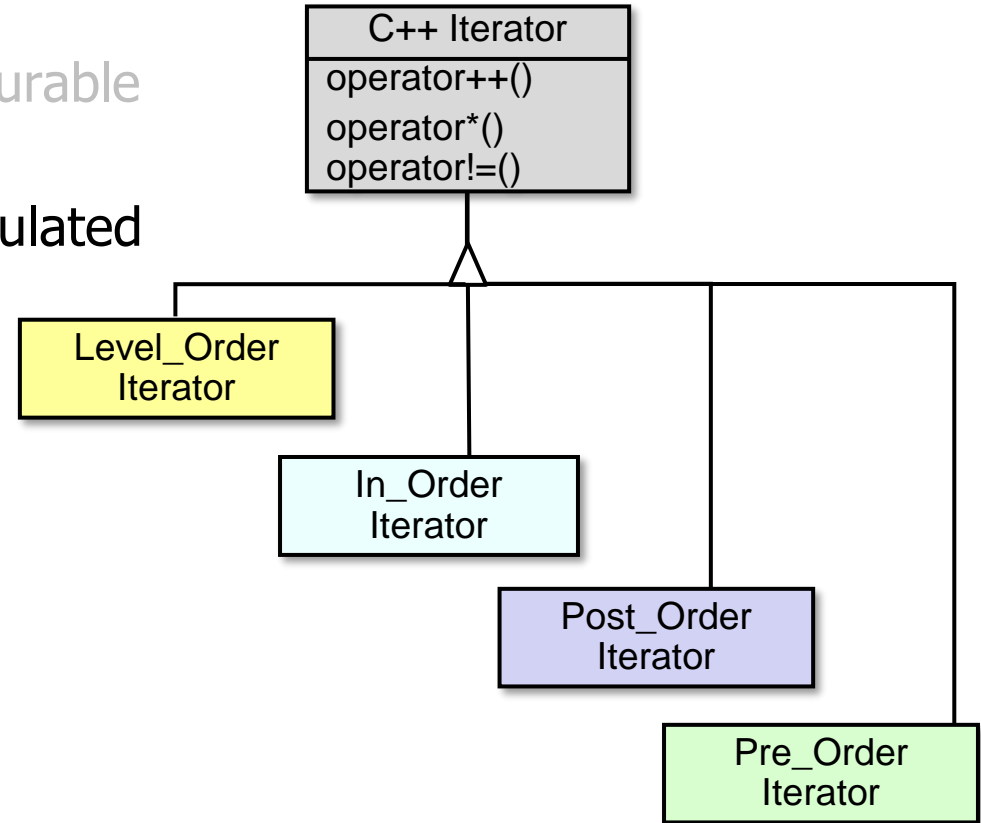 urable
ulated
C++ Iterator
operator++()
operator*()
operator!=()
Level_Order
Iterator
In_Order
Iterator
Post_Order
Iterator
Pre_Order
Iterator